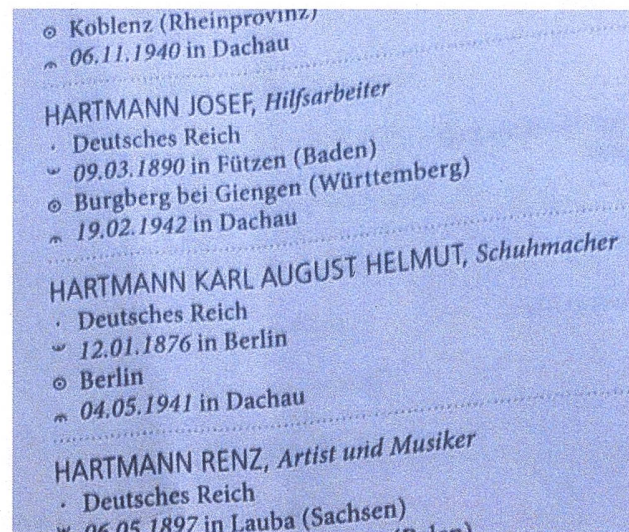 ⊙ Koblenz (Rheinprovinz)
⌢ 06.11.1940 in Dachau
HARTMANN JOSEF, Hilfsarbeiter
· Deutsches Reich
⌣ 09.03.1890 in Fützen (Baden)
⊙ Burgberg bei Giengen (Württemberg)
⌢ 19.02.1942 in Dachau
HARTMANN KARL AUGUST HELMUT, Schuhmacher
· Deutsches Reich
⌣ 12.01.1876 in Berlin
⊙ Berlin
⌢ 04.05.1941 in Dachau
HARTMANN RENZ, Artist und Musiker
· Deutsches Reich
⌣ 06.05.1897 in Lauba (Sachsen)